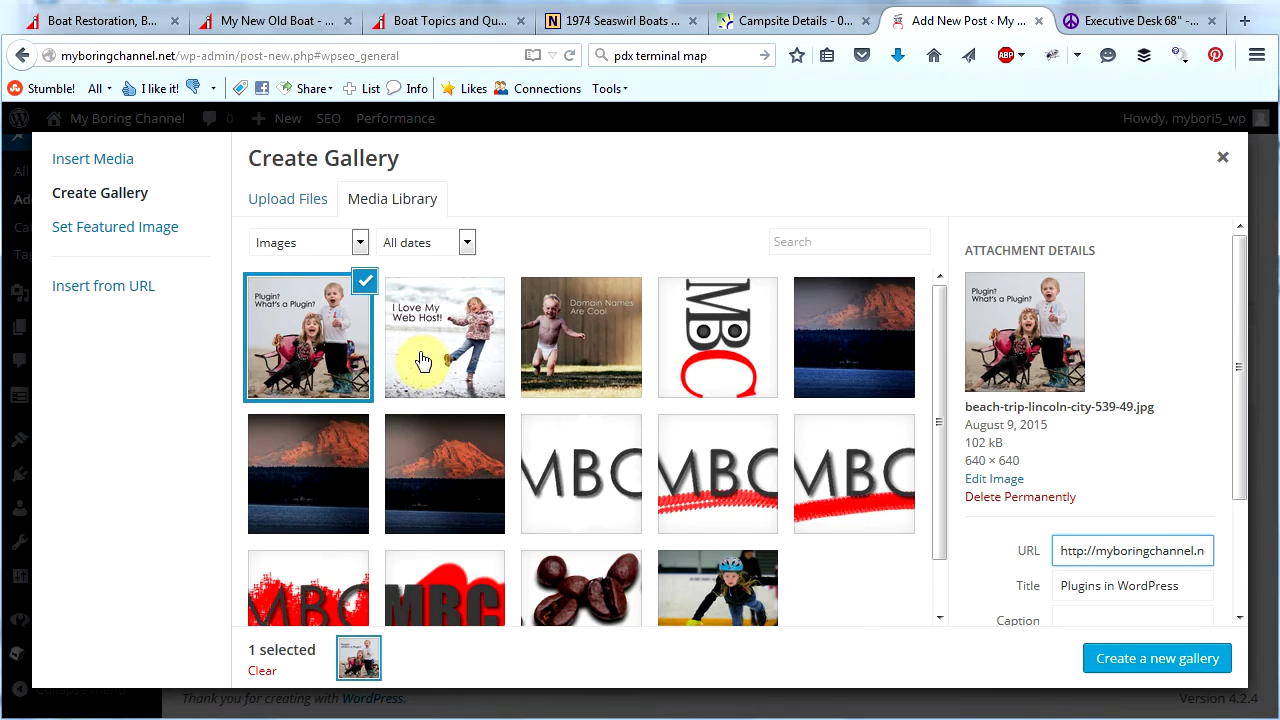 Boat Restoration, B...
My New Old Boat - ...
Boat Topics and Qu...
1974 Seaswirl Boats ...
Campsite Details - 0...
Add New Post ‹ My ...
Executive Desk 68" -...
myboringchannel.net/wp-admin/post-new.php#wpseo_general
pdx terminal map
ABP
Stumble!
All
I like it!
Share
List
Info
Likes
Connections
Tools
My Boring Channel
0
New
SEO
Performance
Howdy, mybori5_wp
Insert Media
Create Gallery
Set Featured Image
Insert from URL
Create Gallery
Upload Files
Media Library
Images
All dates
Search
Plugin?
What's a Plugin?
I Love My
Web Host!
Domain Names
Are Cool
MBC
MBC
MBC
MBC
MBC
MBC
ATTACHMENT DETAILS
Plugin?
What's a Plugin?
beach-trip-lincoln-city-539-49.jpg
August 9, 2015
102 kB
640 × 640
Edit Image
Delete Permanently
URL
http://myboringchannel.n
Title
Plugins in WordPress
Caption
1 selected
Clear
Create a new gallery
Collapse menu
Thank you for creating with WordPress.
Version 4.2.4